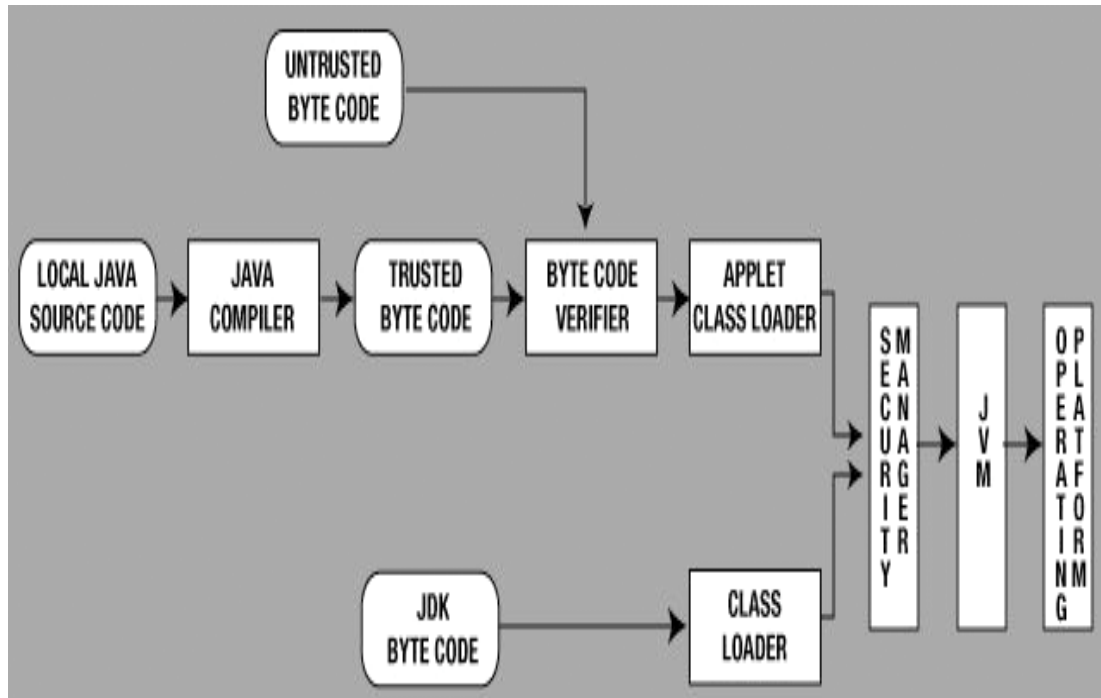 UNTRUSTED
BYTE CODE
LOCAL JAVA
SOURCE CODE
JAVA
COMPILER
TRUSTED
BYTE CODE
BYTE CODE
VERIFIER
APPLET
CLASS LOADER
SECURITY
MANAGER
JVM
OPERATING
PLATFORM
JDK
BYTE CODE
CLASS
LOADER